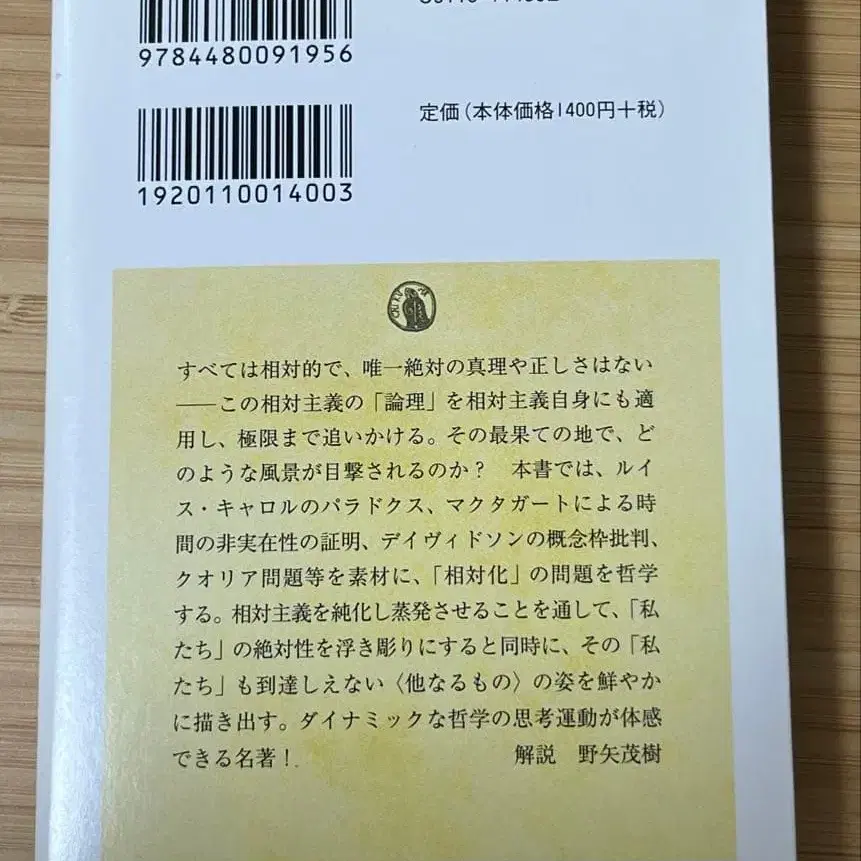 9784480091956
定価(本体価格1400円+税)
1920110014003
すべては相対的で、唯一絶対の真理や正しさはない
――この相対主義の「論理」を相対主義自身にも適
用し、極限まで追いかける。その最果ての地で、ど
のような風景が目撃されるのか?　本書では、ルイ
ス・キャロルのパラドクス、マクタガートによる時
間の非実在性の証明、デイヴィドソンの概念枠批判、
クオリア問題等を素材に、「相対化」の問題を哲学
する。相対主義を純化し蒸発させることを通して、「私
たち」の絶対性を浮き彫りにすると同時に、その「私
たち」も到達しえない〈他なるもの〉の姿を鮮やか
に描き出す。ダイナミックな哲学の思考運動が体感
できる名著!　解説　野矢茂樹